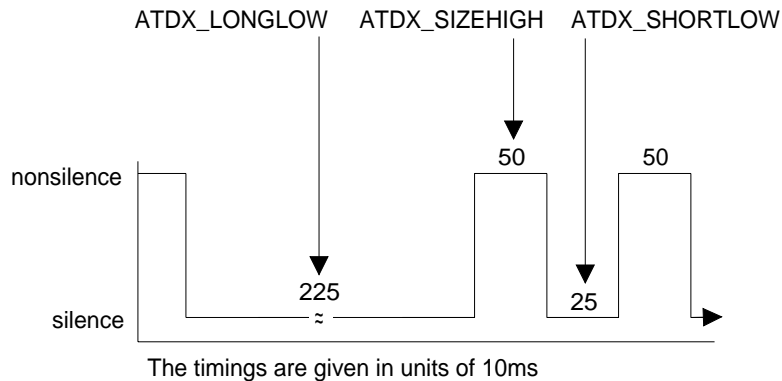 ATDX_LONGLOW ATDX_SIZEHIGH ATDX_SHORTLOW
nonsilence
50 50
225
25
silence
≈
The timings are given in units of 10ms